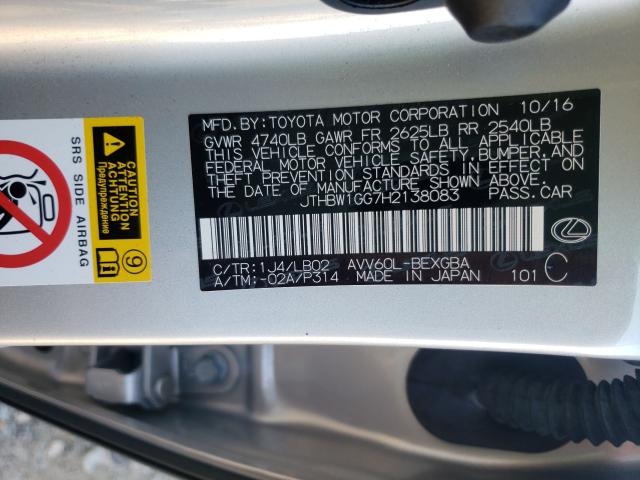 MFD.BY:TOYOTA MOTOR CORPORATION 10/16
GVWR 4740LB GAWR FR 2625LB RR 2540LB
THIS VEHICLE CONFORMS TO ALL APPLICABLE
FEDERAL MOTOR VEHICLE SAFETY,BUMPER,AND
THEFT PREVENTION STANDARDS IN EFFECT ON
THE DATE OF MANUFACTURE SHOWN ABOVE.
JTHBW1GG7H2138083 PASS.CAR
C/TR:1J4/LB02 AVV60L-BEXGBA
A/TM:-02A/P314 MADE IN JAPAN 101 C
SRS SIDE AIRBAG
CAUTION
ATTENTION
ACHTUNG
Предупреждение
9